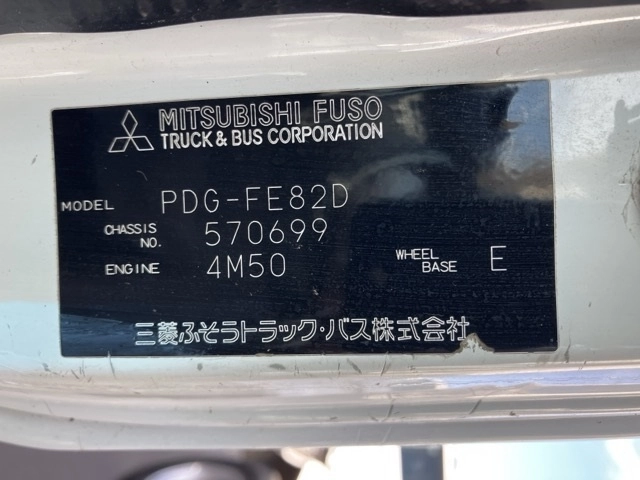 MITSUBISHI FUSO
TRUCK & BUS CORPORATION
MODEL PDG-FE82D
CHASSIS NO. 570699
ENGINE 4M50 WHEEL BASE E
三菱ふそうトラック・バス株式会社